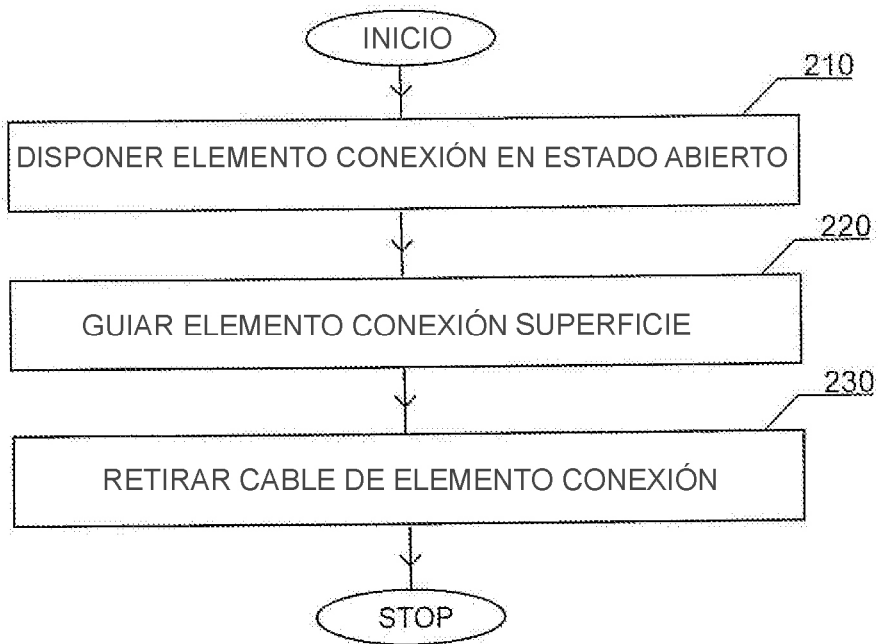 INICIO
210
DISPONER ELEMENTO CONEXIÓN EN ESTADO ABIERTO
220
GUIAR ELEMENTO CONEXIÓN SUPERFICIE
230
RETIRAR CABLE DE ELEMENTO CONEXIÓN
STOP